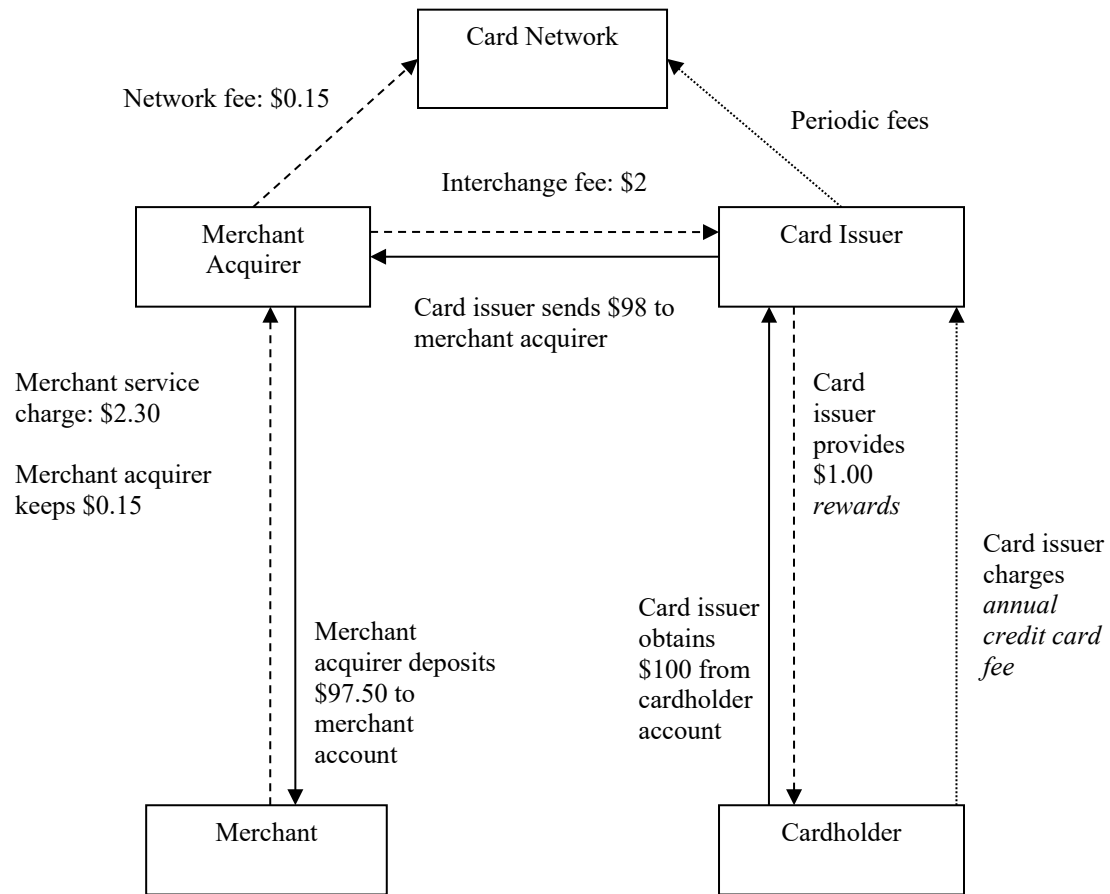 Card Network
Network fee: $0.15
Periodic fees
Interchange fee: $2
Merchant
Acquirer
Card Issuer
Card issuer sends $98 to
merchant acquirer
Merchant service
charge: $2.30
Merchant acquirer
keeps $0.15
Card
issuer
provides
$1.00
rewards
Card issuer
charges
annual
credit card
fee
Merchant
acquirer deposits
$97.50 to
merchant
account
Card issuer
obtains
$100 from
cardholder
account
Merchant
Cardholder